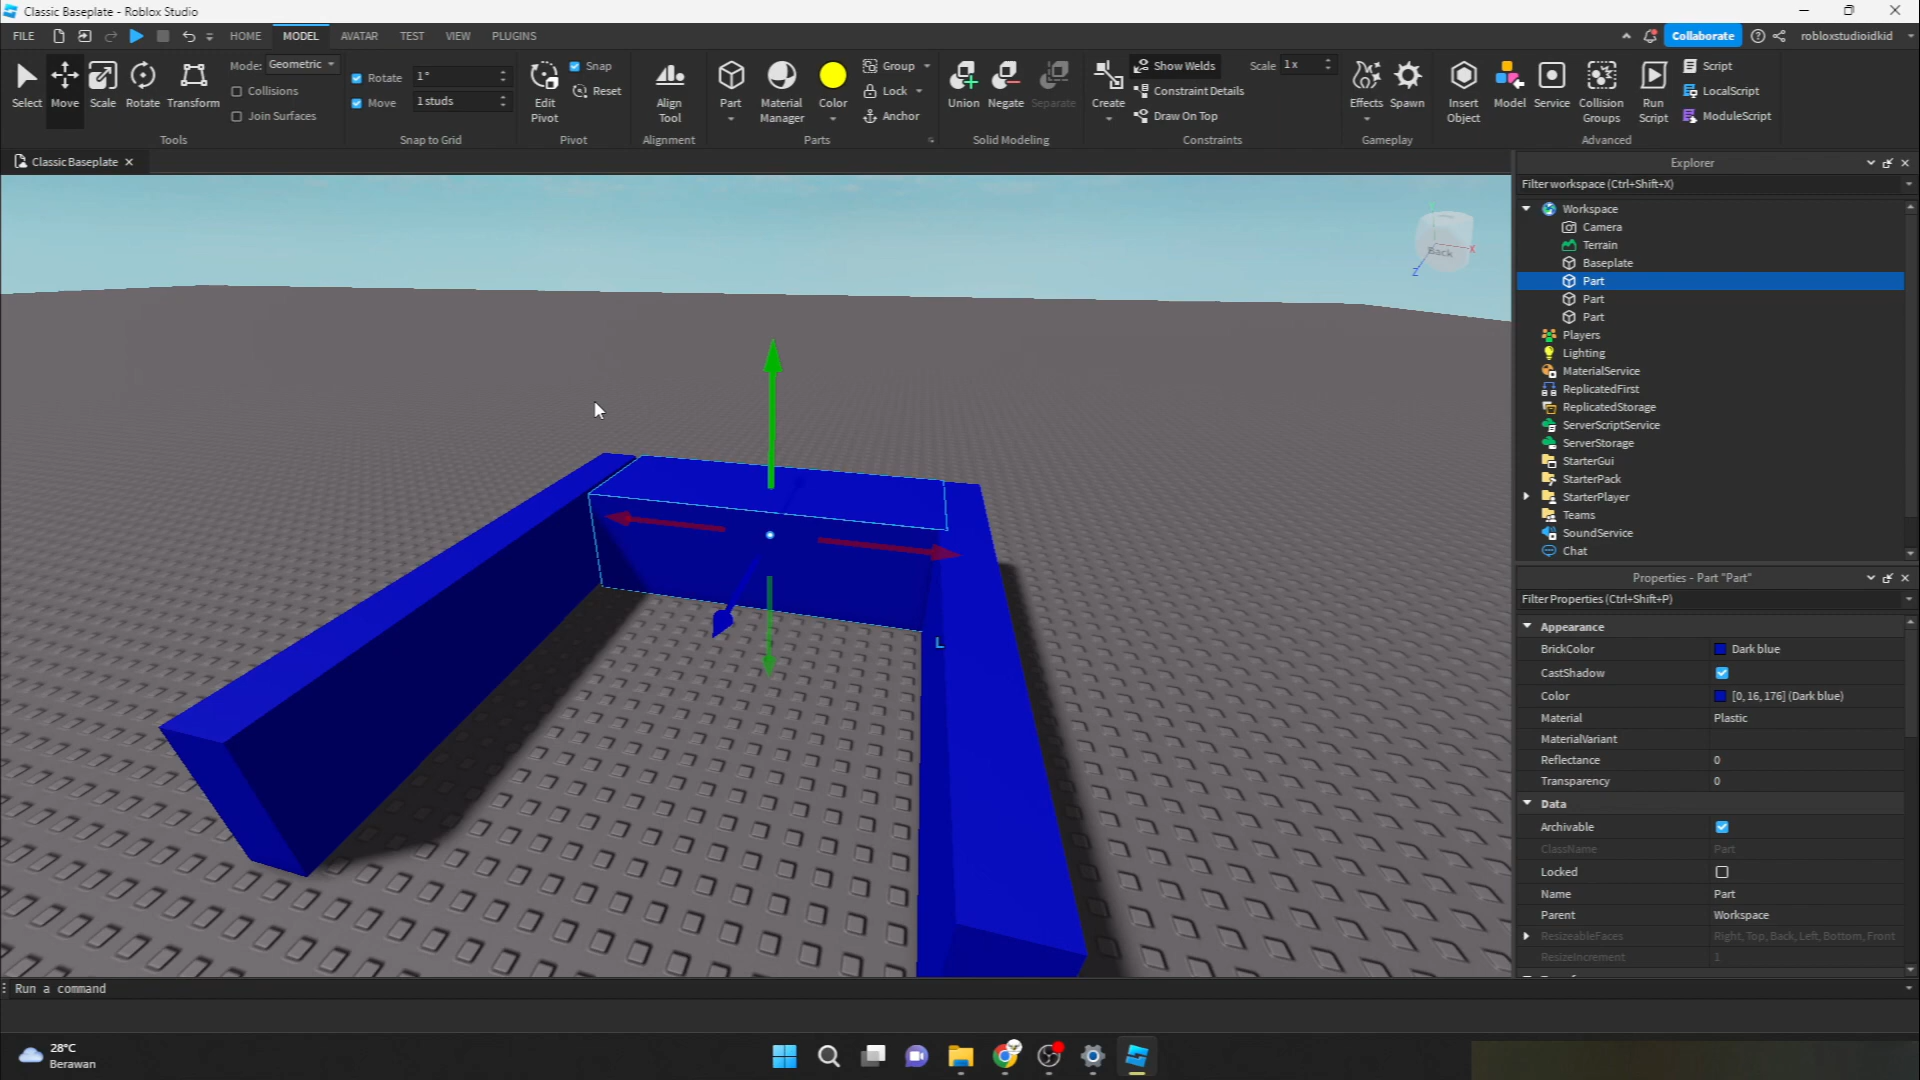 Classic Baseplate - Roblox Studio
FILE HOME MODEL AVATAR TEST VIEW PLUGINS Collaborate robloxstudioidkid
Select Move Scale Rotate Transform
Mode: Geometric
Collisions
Join Surfaces
Tools
Rotate 1°
Move 1 studs
Snap to Grid
Edit Pivot
Snap
Reset
Pivot
Align Tool
Alignment
Part
Material Manager
Color
Group
Lock
Anchor
Parts
Union Negate Separate
Solid Modeling
Create
Show Welds
Constraint Details
Draw On Top
Scale 1 x
Constraints
Effects Spawn
Gameplay
Insert Object
Model
Service
Collision Groups
Run Script
Script
LocalScript
ModuleScript
Advanced
Classic Baseplate
Back
X
Z
L
Explorer
Filter workspace (Ctrl+Shift+X)
Workspace
Camera
Terrain
Baseplate
Part
Part
Part
Players
Lighting
MaterialService
ReplicatedFirst
ReplicatedStorage
ServerScriptService
ServerStorage
StarterGui
StarterPack
StarterPlayer
Teams
SoundService
Chat
Properties - Part "Part"
Filter Properties (Ctrl+Shift+P)
Appearance
BrickColor Dark blue
CastShadow
Color [0, 16, 176] (Dark blue)
Material Plastic
MaterialVariant
Reflectance 0
Transparency 0
Data
Archivable
ClassName Part
Locked
Name Part
Parent Workspace
ResizeableFaces Right, Top, Back, Left, Bottom, Front
ResizeIncrement 1
Run a command
28°C
Berawan